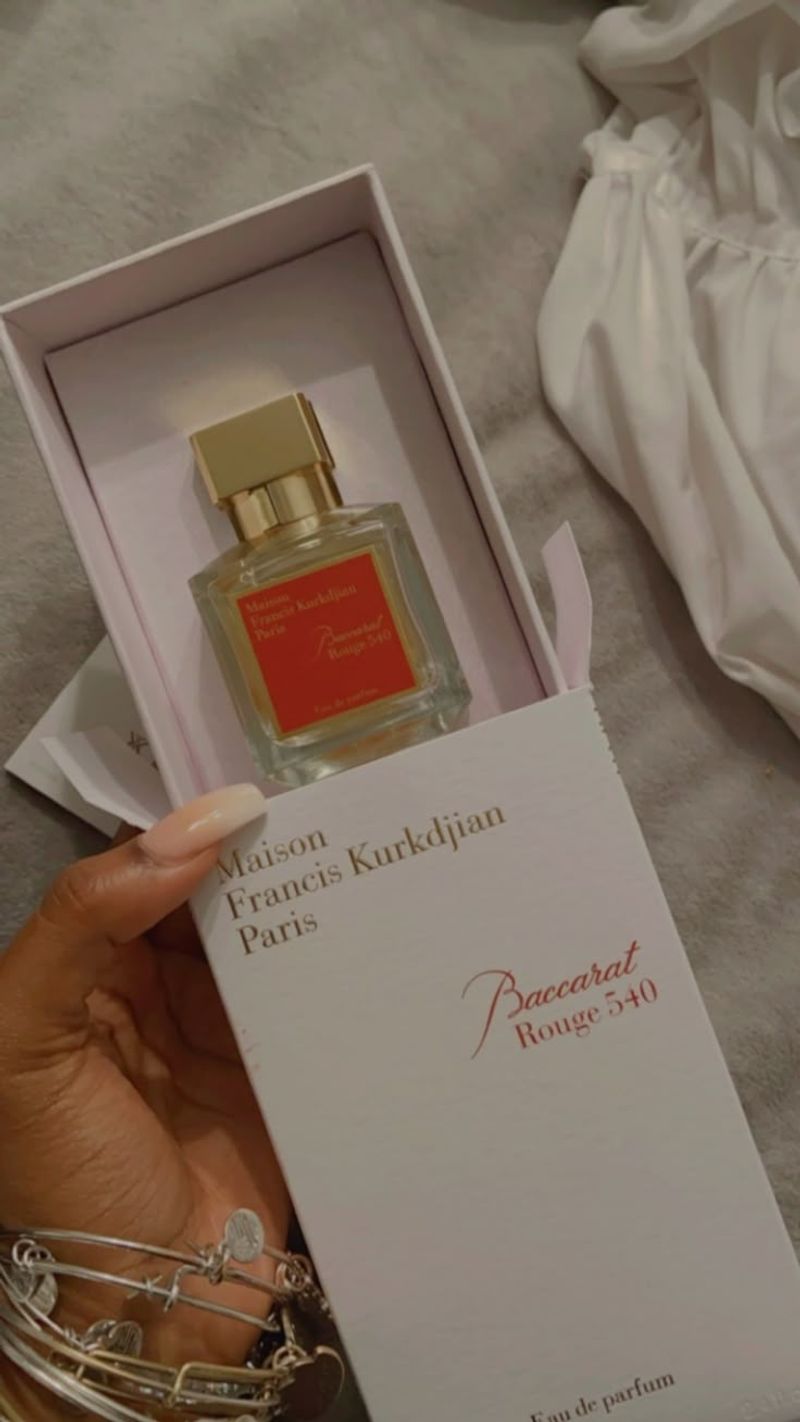 Maison
Francis Kurkdjian
Paris
Baccarat
Rouge 540
Eau de parfum
Maison
Francis Kurkdjian
Paris
Baccarat
Rouge 540
Eau de parfum